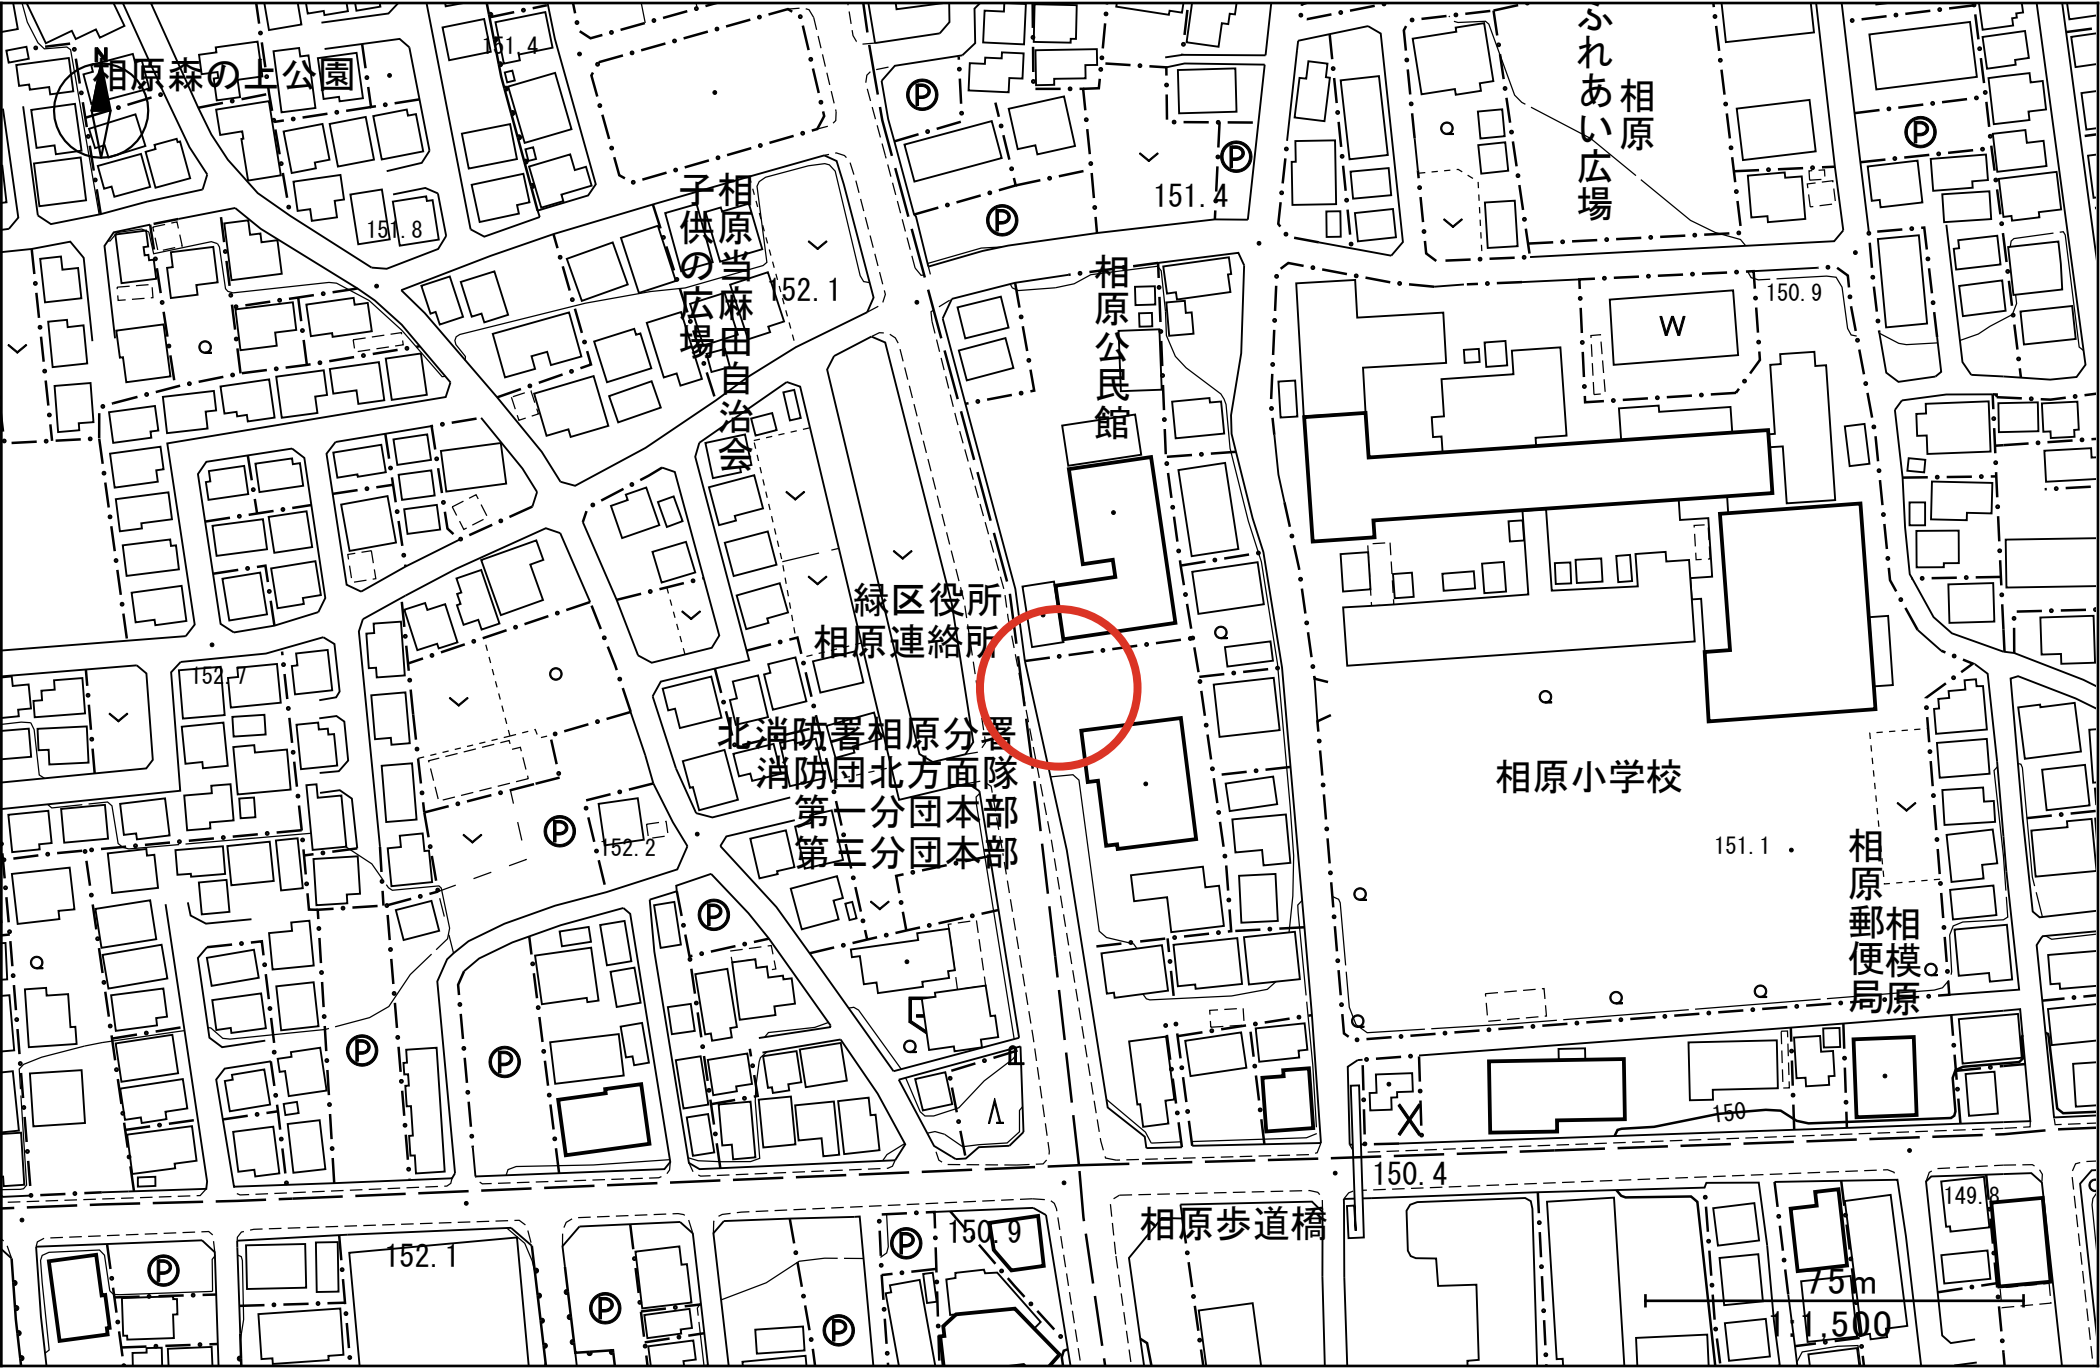 N
相原森の上公園
151.4
ふれあい広場
相原
151.4
相原当麻田自治会
子供の広場
151.8
152.1
相原公民館
150.9
W
緑区役所
相原連絡所
152.7
北消防署相原分署
消防団北方面隊
第一分団本部
第三分団本部
相原小学校
152.2
151.1
相模原
相原郵便局
150
150.4
149.8
相原歩道橋
150.9
152.1
75m
1:1,500
P
P
P
P
P
P
P
P
P
P
P
P